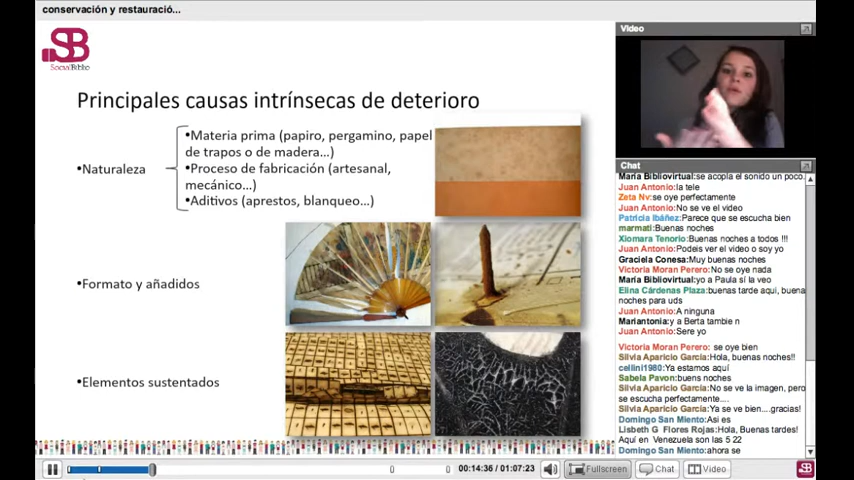 conservación y restauració...
SB
SocialBiblio
Principales causas intrínsecas de deterioro
•Naturaleza
•Materia prima (papiro, pergamino, papel
de trapos o de madera...)
•Proceso de fabricación (artesanal,
mecánico...)
•Aditivos (aprestos, blanqueo...)
•Formato y añadidos
•Elementos sustentados
Video
Chat
María Bibliovirtual:se acopla el sonido un poco.
Juan Antonio:la tele
Zeta Nv:se oye perfectamente
Juan Antonio:No se ve el video
Patricia Ibáñez:Parece que se escucha bien
marmati:Buenas noches
Xiomara Tenorio:Buenas noches a todos !!!
Juan Antonio:Podeis ver el video o soy yo
Graciela Conesa:Muy buenas noches
Victoria Moran Perero:No se oye nada
María Bibliovirtual:yo a Paula sí la veo
Elina Cárdenas Plaza:buenas tarde aqui, buena
noches para uds
Juan Antonio:A ninguna
Mariantonia:y a Berta tambie n
Juan Antonio:Sere yo
Victoria Moran Perero: se oye bien
Silvia Aparicio García:Hola, buenas noches!!
cellini1980:Ya estamos aquí
Sabela Pavon:buens noches
Silvia Aparicio García:No se ve la imagen, pero
se escucha perfectamente....
Silvia Aparicio García:Ya se ve bien....gracias!
Domingo San Miento:Asi es
Lisbeth G Flores Rojas:Hola, Buenas tardes!
Aquí en Venezuela son las 5 22
Domingo San Miento:ahora se
00:14:36 / 01:07:23
Fullscreen
Chat
Video
SB